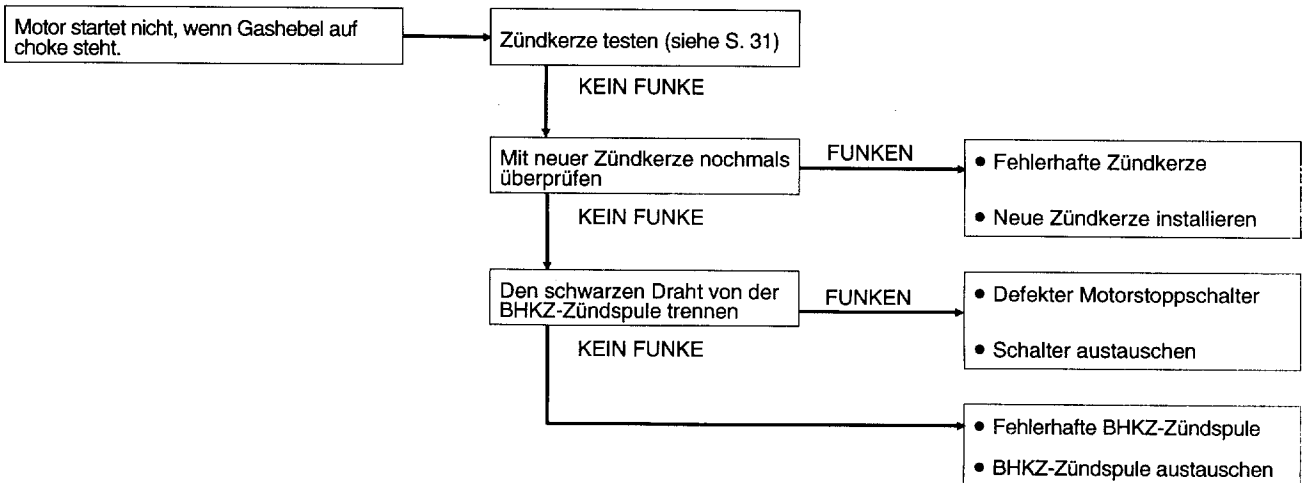 Motor startet nicht, wenn Gashebel auf
choke steht.
Zündkerze testen (siehe S. 31)
KEIN FUNKE
Mit neuer Zündkerze nochmals
überprüfen
FUNKEN
● Fehlerhafte Zündkerze
● Neue Zündkerze installieren
KEIN FUNKE
Den schwarzen Draht von der
BHKZ-Zündspule trennen
FUNKEN
● Defekter Motorstoppschalter
● Schalter austauschen
KEIN FUNKE
● Fehlerhafte BHKZ-Zündspule
● BHKZ-Zündspule austauschen